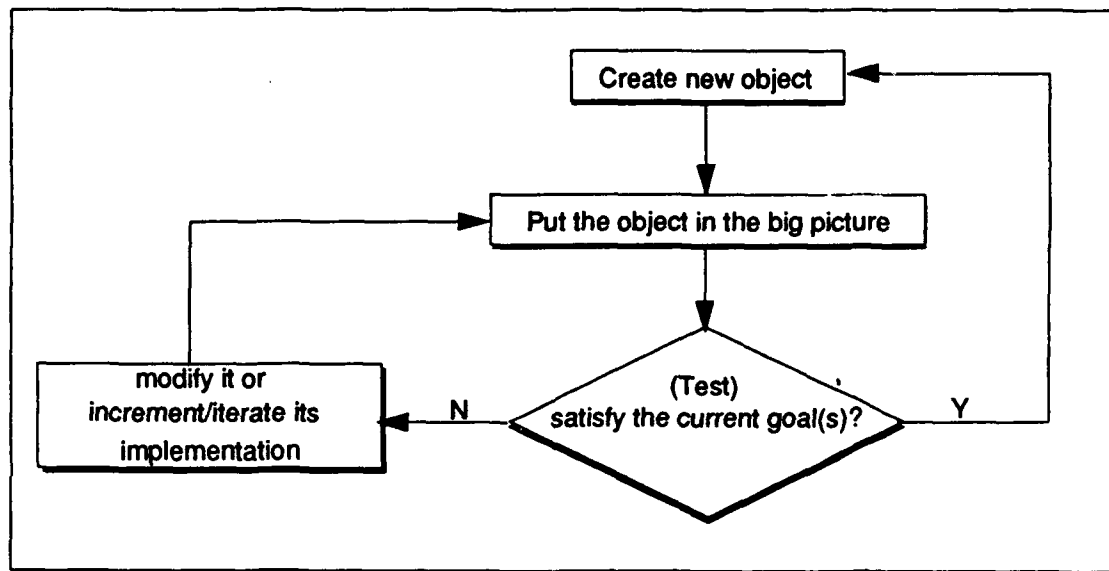 Create new object
Put the object in the big picture
(Test)
satisfy the current goal(s)?
N
Y
modify it or
increment/iterate its
implementation